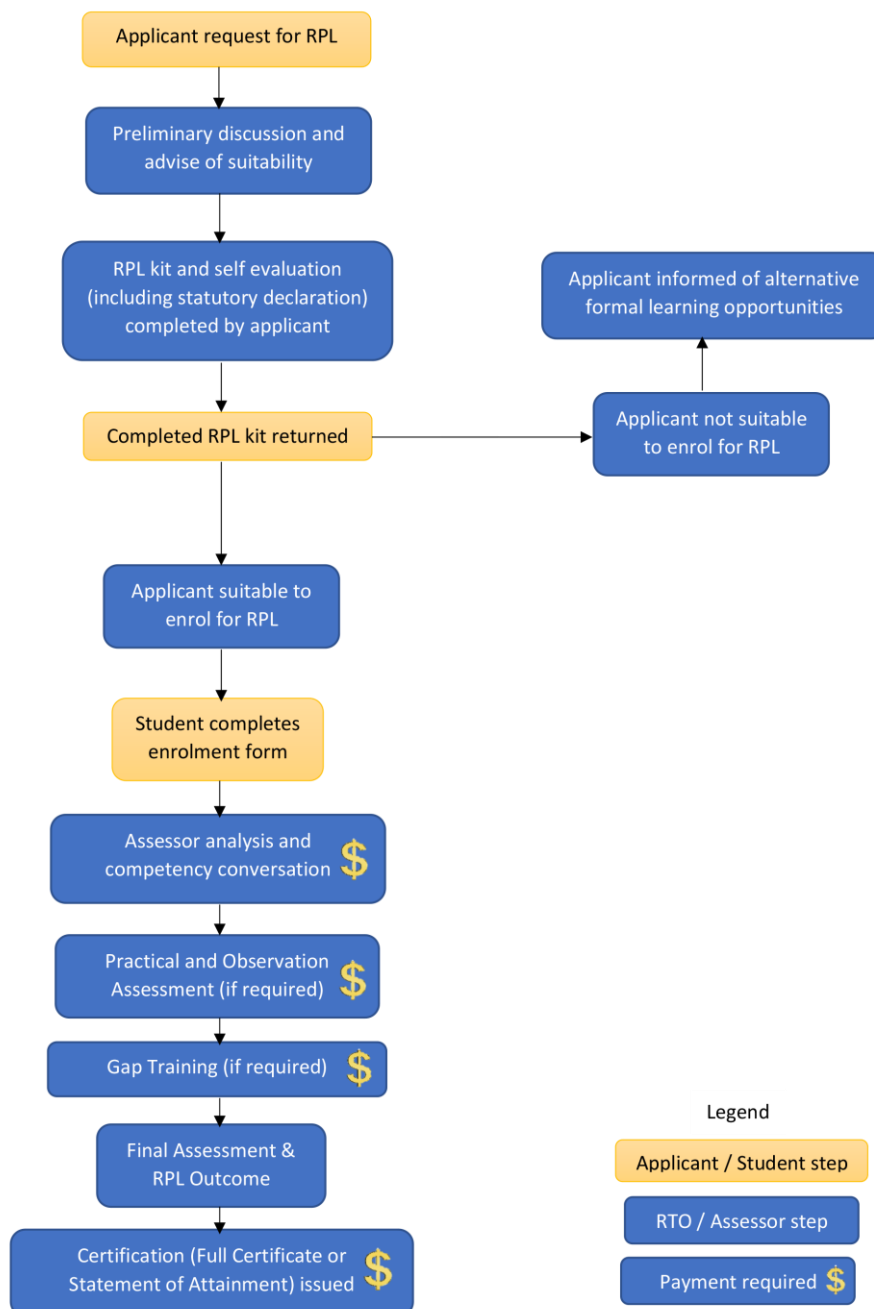 Applicant request for RPL
Preliminary discussion and
advise of suitability
RPL kit and self evaluation
(including statutory declaration)
completed by applicant
Applicant informed of alternative
formal learning opportunities
Completed RPL kit returned
Applicant not suitable
to enrol for RPL
Applicant suitable to
enrol for RPL
Student completes
enrolment form
Assessor analysis and
competency conversation
$
Practical and Observation
Assessment (if required)
$
Gap Training (if required) $
Final Assessment &
RPL Outcome
Certification (Full Certificate or
Statement of Attainment) issued
$
Legend
Applicant / Student step
RTO / Assessor step
Payment required $